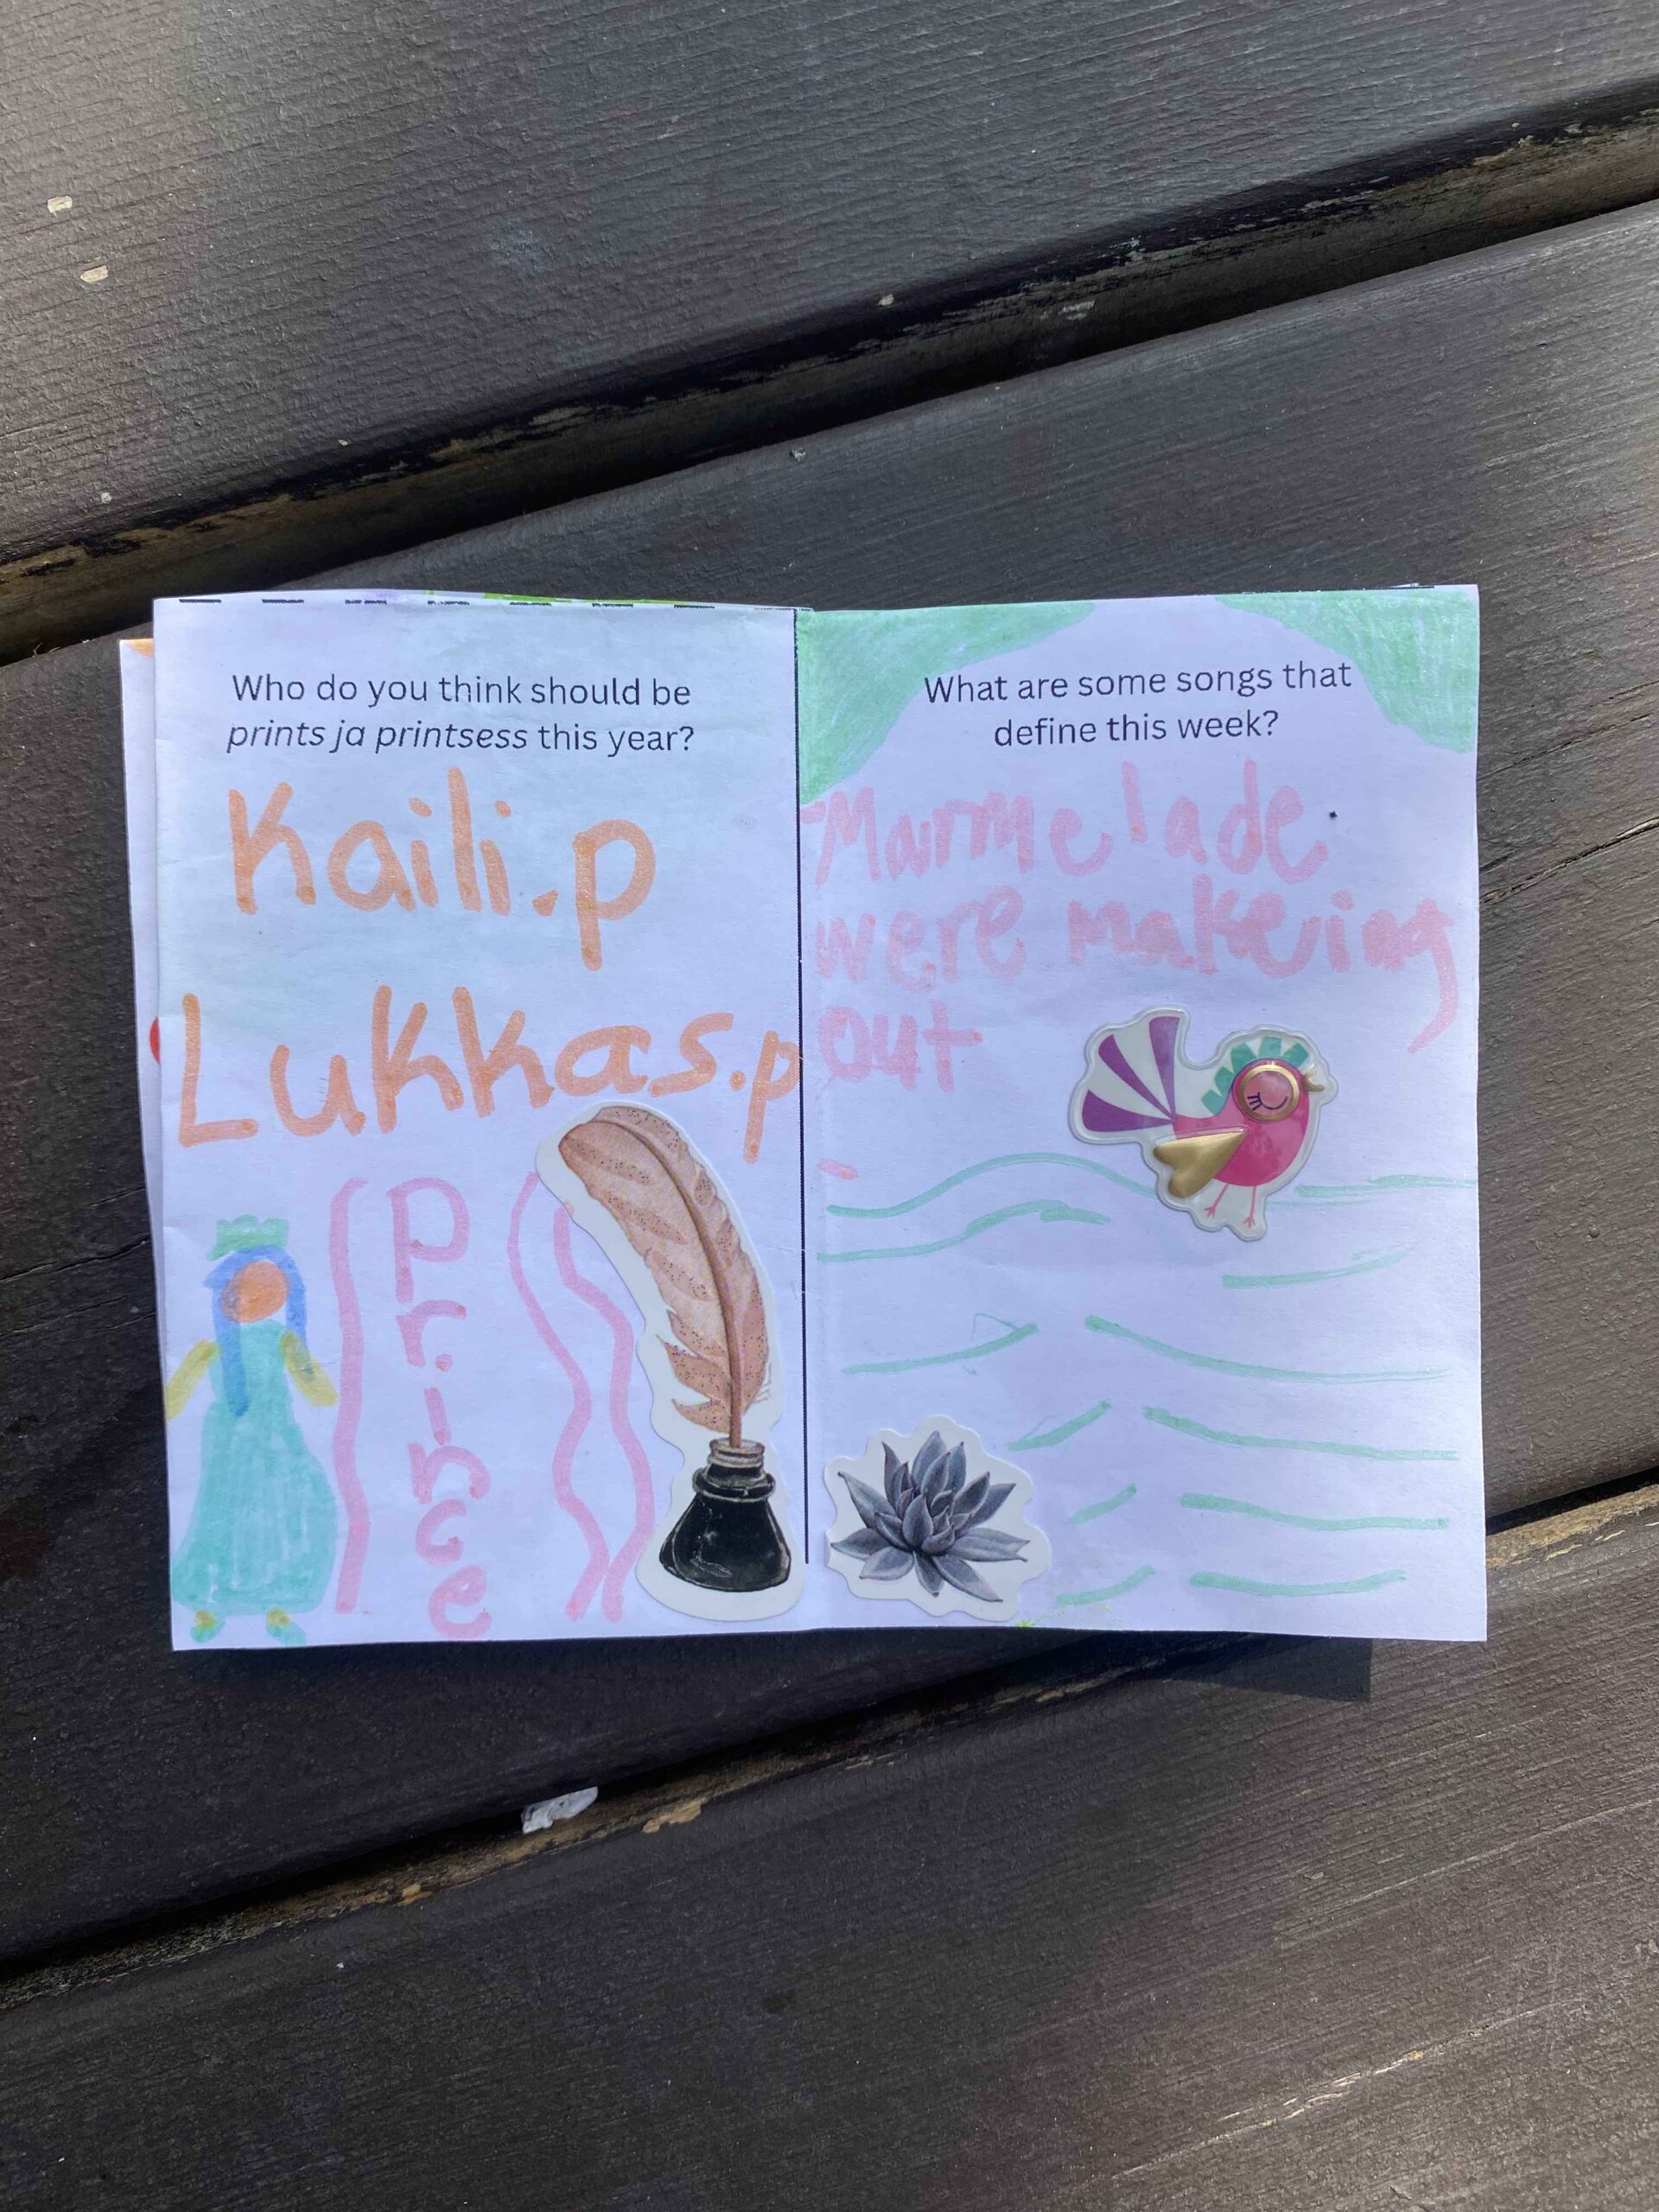 Who do you think should be
prints ja printsess this year?
Kaili.p
Lukkas.p
Prince
What are some songs that
define this week?
Marmelade
were makeing
out